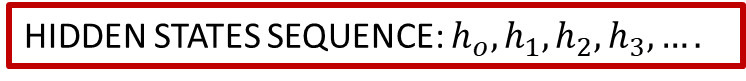 HIDDEN STATES SEQUENCE: hₒ, h₁, h₂, h₃, … .